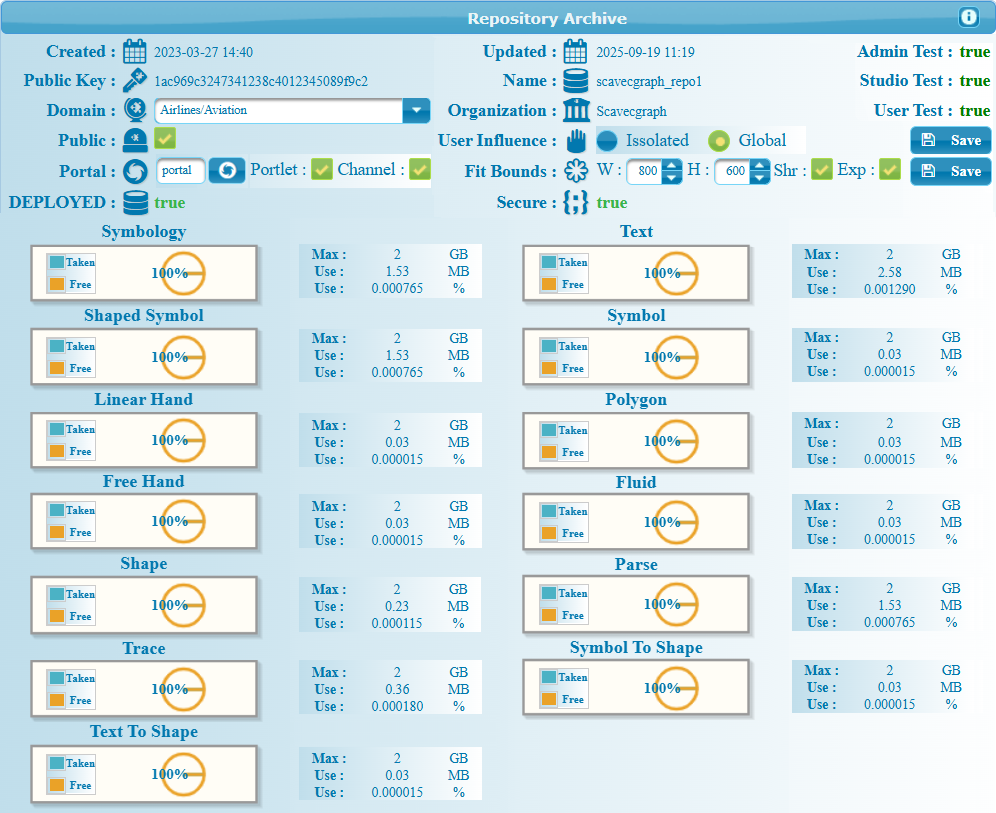 Repository Archive
Created : 2023-03-27 14:40 Updated : 2025-09-19 11:19 Admin Test : true
Public Key : 1ac969c3247341238c4012345089f9c2 Name : scavecgraph_repo1 Studio Test : true
Domain : Airlines/Aviation Organization : Scavecgraph User Test : true
Public : User Influence : Issolated Global Save
Portal : portal Portlet : Channel : Fit Bounds : W : 800 H : 600 Shr : Exp : Save
DEPLOYED : true Secure : true
Symbology Text
Taken Free 100% Max : 2 GB Taken Free 100% Max : 2 GB
Use : 1.53 MB Use : 2.58 MB
Use : 0.000765 % Use : 0.001290 %
Shaped Symbol Symbol
Taken Free 100% Max : 2 GB Taken Free 100% Max : 2 GB
Use : 1.53 MB Use : 0.03 MB
Use : 0.000765 % Use : 0.000015 %
Linear Hand Polygon
Taken Free 100% Max : 2 GB Taken Free 100% Max : 2 GB
Use : 0.03 MB Use : 0.03 MB
Use : 0.000015 % Use : 0.000015 %
Free Hand Fluid
Taken Free 100% Max : 2 GB Taken Free 100% Max : 2 GB
Use : 0.03 MB Use : 0.03 MB
Use : 0.000015 % Use : 0.000015 %
Shape Parse
Taken Free 100% Max : 2 GB Taken Free 100% Max : 2 GB
Use : 0.23 MB Use : 1.53 MB
Use : 0.000115 % Use : 0.000765 %
Trace Symbol To Shape
Taken Free 100% Max : 2 GB Taken Free 100% Max : 2 GB
Use : 0.36 MB Use : 0.03 MB
Use : 0.000180 % Use : 0.000015 %
Text To Shape
Taken Free 100% Max : 2 GB
Use : 0.03 MB
Use : 0.000015 %